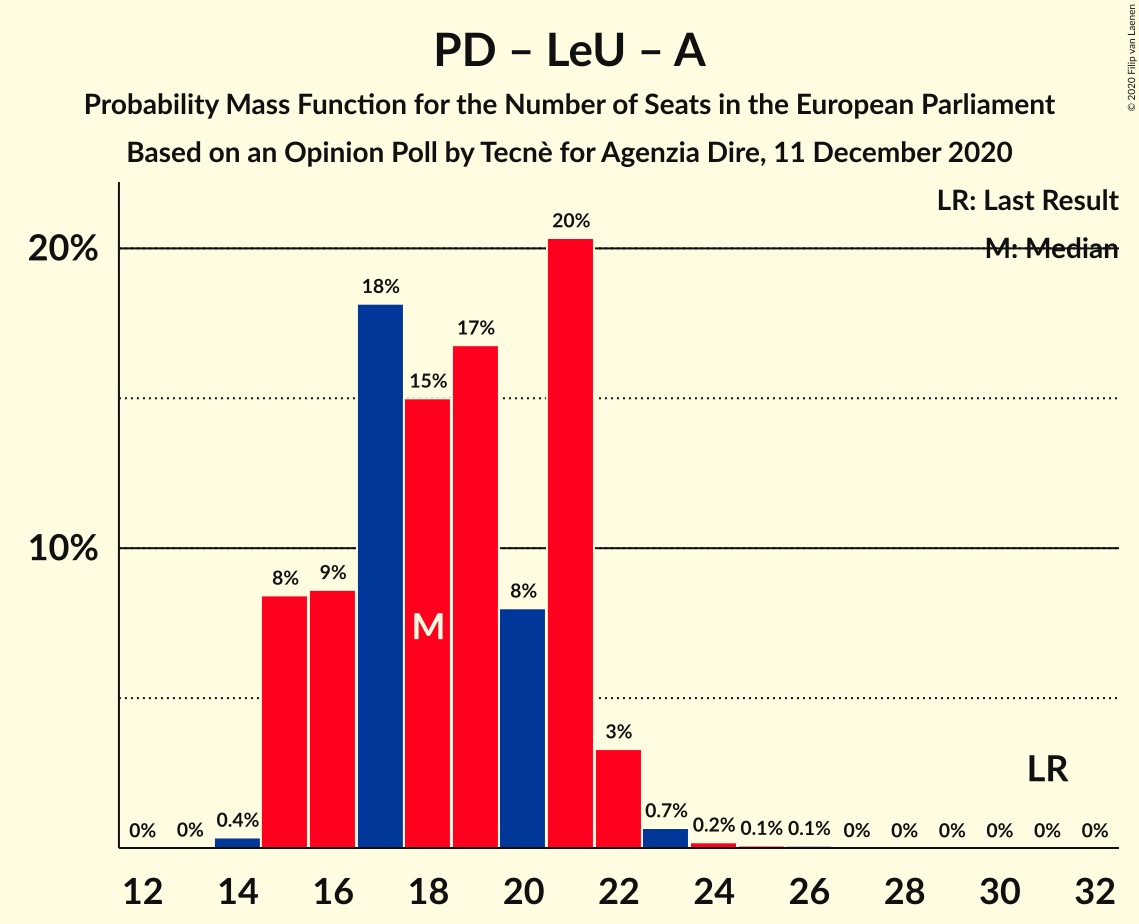 PD – LeU – A
Probability Mass Function for the Number of Seats in the European Parliament
Based on an Opinion Poll by Tecnè for Agenzia Dire, 11 December 2020
© 2020 Filip van Laenen
LR: Last Result
M: Median
20%
10%
0% 0% 0.4% 8% 9% 18% 15% 17% 8% 20% 3% 0.7% 0.2% 0.1% 0.1% 0% 0% 0% 0% 0% 0%
M
LR
12 14 16 18 20 22 24 26 28 30 32